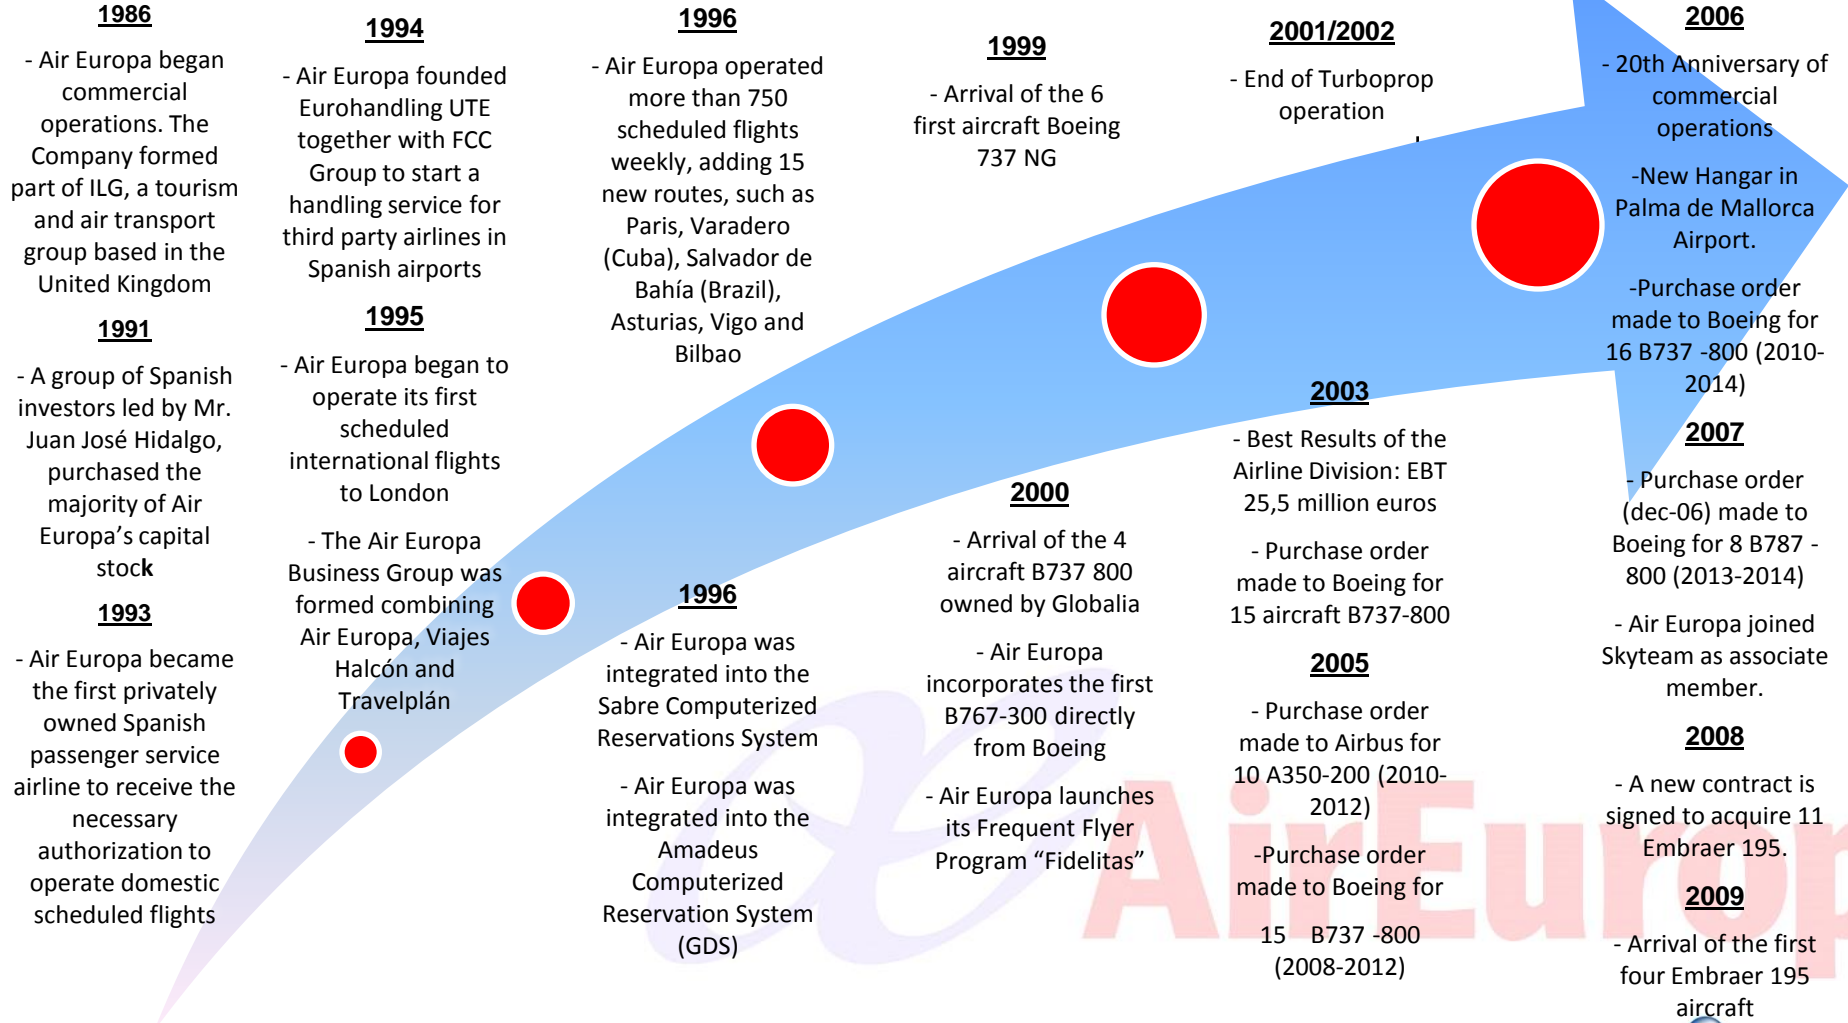 1986
- Air Europa began
commercial
operations. The
Company formed
part of ILG, a tourism
and air transport
group based in the
United Kingdom
1991
- A group of Spanish
investors led by Mr.
Juan José Hidalgo,
purchased the
majority of Air
Europa’s capital
stock
1993
- Air Europa became
the first privately
owned Spanish
passenger service
airline to receive the
necessary
authorization to
operate domestic
scheduled flights
1994
- Air Europa founded
Eurohandling UTE
together with FCC
Group to start a
handling service for
third party airlines in
Spanish airports
1995
- Air Europa began to
operate its first
scheduled
international flights
to London
- The Air Europa
Business Group was
formed combining
Air Europa, Viajes
Halcón and
Travelplán
1996
- Air Europa operated
more than 750
scheduled flights
weekly, adding 15
new routes, such as
Paris, Varadero
(Cuba), Salvador de
Bahía (Brazil),
Asturias, Vigo and
Bilbao
1996
- Air Europa was
integrated into the
Sabre Computerized
Reservations System
- Air Europa was
integrated into the
Amadeus
Computerized
Reservation System
(GDS)
1999
- Arrival of the 6
first aircraft Boeing
737 NG
2000
- Arrival of the 4
aircraft B737 800
owned by Globalia
- Air Europa
incorporates the first
B767-300 directly
from Boeing
- Air Europa launches
its Frequent Flyer
Program “Fidelitas”
2001/2002
- End of Turboprop
operation
2003
- Best Results of the
Airline Division: EBT
25,5 million euros
- Purchase order
made to Boeing for
15 aircraft B737-800
2005
- Purchase order
made to Airbus for
10 A350-200 (2010-
2012)
-Purchase order
made to Boeing for
15 B737 -800
(2008-2012)
2006
- 20th Anniversary of
commercial
operations
-New Hangar in
Palma de Mallorca
Airport.
-Purchase order
made to Boeing for
16 B737 -800 (2010-
2014)
2007
- Purchase order
(dec-06) made to
Boeing for 8 B787 -
800 (2013-2014)
- Air Europa joined
Skyteam as associate
member.
2008
- A new contract is
signed to acquire 11
Embraer 195.
2009
- Arrival of the first
four Embraer 195
aircraft
AirEurop